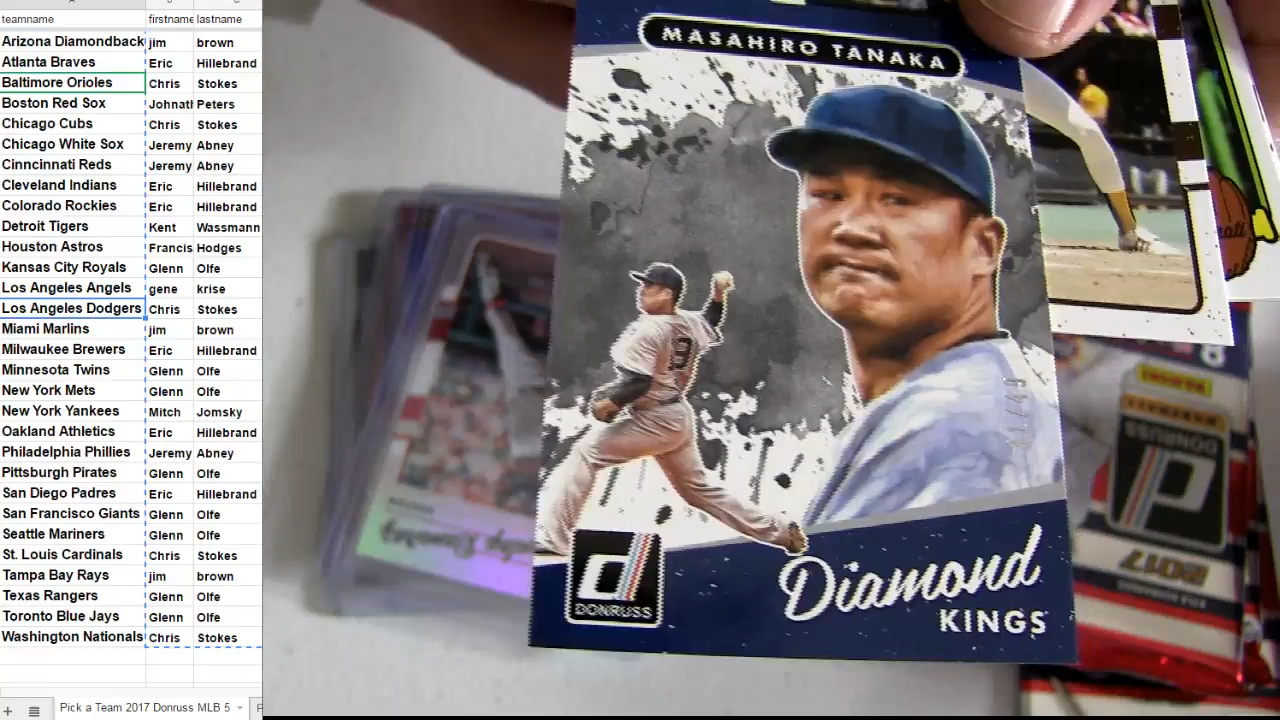 teamname firstname lastname
Arizona Diamondback jim brown
Atlanta Braves Eric Hillebrand
Baltimore Orioles Chris Stokes
Boston Red Sox Johnath Peters
Chicago Cubs Chris Stokes
Chicago White Sox Jeremy Abney
Cinncinnati Reds Jeremy Abney
Cleveland Indians Eric Hillebrand
Colorado Rockies Eric Hillebrand
Detroit Tigers Kent Wassmann
Houston Astros Francis Hodges
Kansas City Royals Glenn Olfe
Los Angeles Angels gene krise
Los Angeles Dodgers Chris Stokes
Miami Marlins jim brown
Milwaukee Brewers Eric Hillebrand
Minnesota Twins Glenn Olfe
New York Mets Glenn Olfe
New York Yankees Mitch Jomsky
Oakland Athletics Eric Hillebrand
Philadelphia Phillies Jeremy Abney
Pittsburgh Pirates Glenn Olfe
San Diego Padres Eric Hillebrand
San Francisco Giants Glenn Olfe
Seattle Mariners Glenn Olfe
St. Louis Cardinals Chris Stokes
Tampa Bay Rays jim brown
Texas Rangers Glenn Olfe
Toronto Blue Jays Glenn Olfe
Washington Nationals Chris Stokes
Pick a Team 2017 Donruss MLB 5
MASAHIRO TANAKA
19
DONRUSS
Diamond
KINGS
DONRUSS
2017